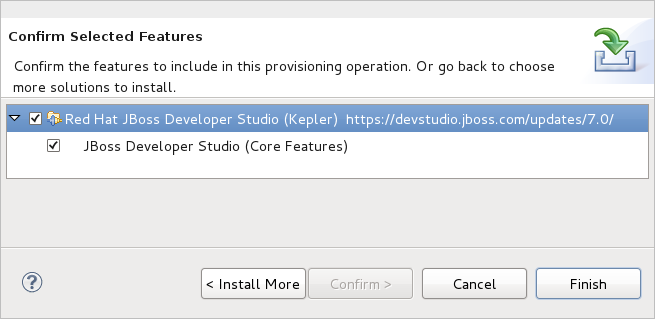 Confirm Selected Features
Confirm the features to include in this provisioning operation. Or go back to choose
more solutions to install.
Red Hat JBoss Developer Studio (Kepler) https://devstudio.jboss.com/updates/7.0/
JBoss Developer Studio (Core Features)
? < Install More Confirm > Cancel Finish